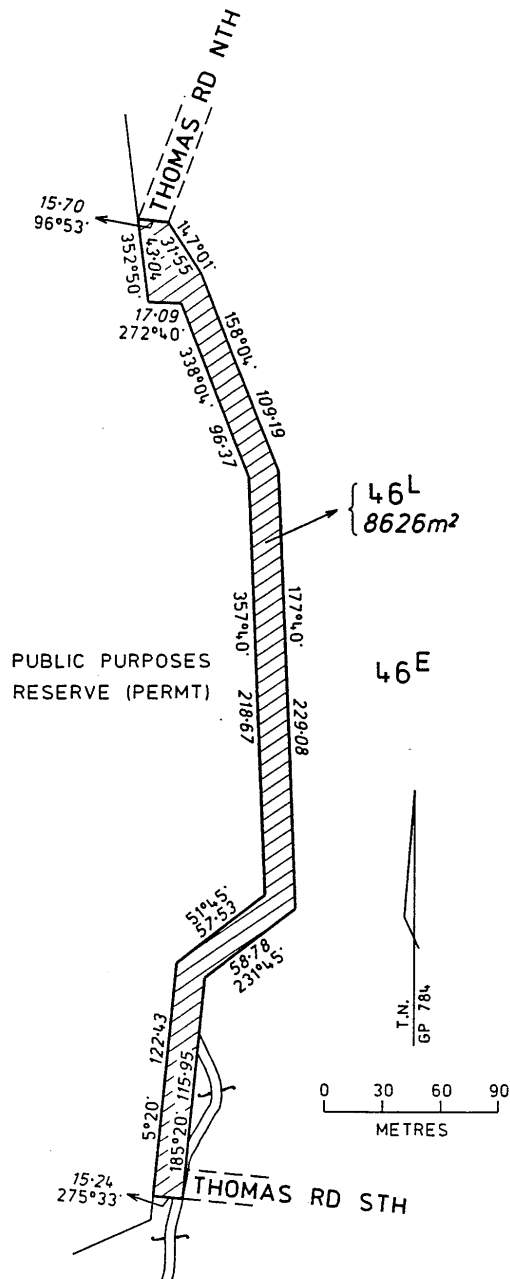 THOMAS RD NTH
15·70
96°53'
147°01'
31·55
43·04
352°50'
17·09
272°40'
158°04'
109·19
338°04'
96·37
46L
8626m²
357°40'
218·67
177°40'
229·08
PUBLIC PURPOSES
RESERVE (PERMT)
46E
51°45'
57·53
58·78
231°45'
T.N.
GP 784
122·43
5°20'
115·95
185°20'
0 30 60 90
METRES
15·24
275°33'
THOMAS RD STH